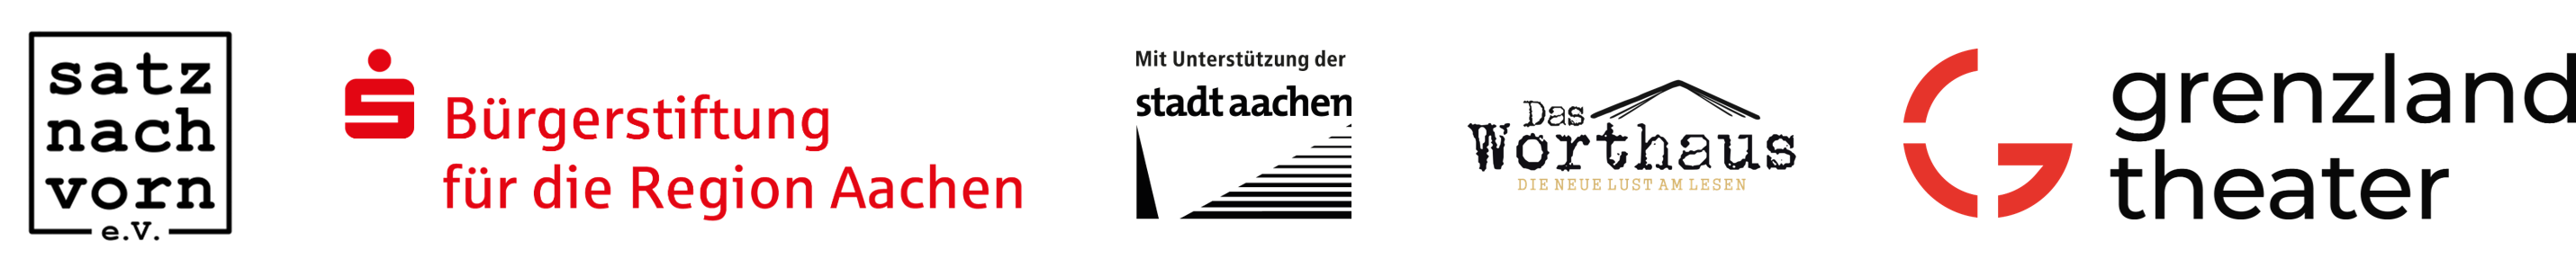 satz
nach
vorn
e.V.
Bürgerstiftung
für die Region Aachen
Mit Unterstützung der
stadt aachen
Das
Worthaus
DIE NEUE LUST AM LESEN
grenzland
theater